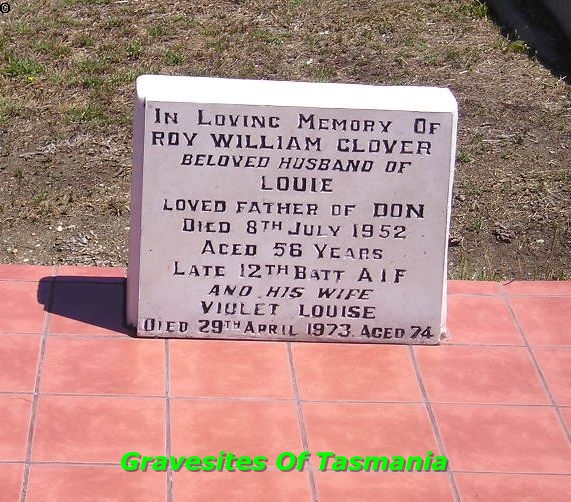 IN LOVING MEMORY OF
ROY WILLIAM CLOVER
BELOVED HUSBAND OF
LOUIE
LOVED FATHER OF DON
DIED 8TH JULY 1952
AGED 56 YEARS
LATE 12TH BATT A I F
AND HIS WIFE
VIOLET LOUISE
DIED 29TH APRIL 1973 AGED 74
Gravesites Of Tasmania